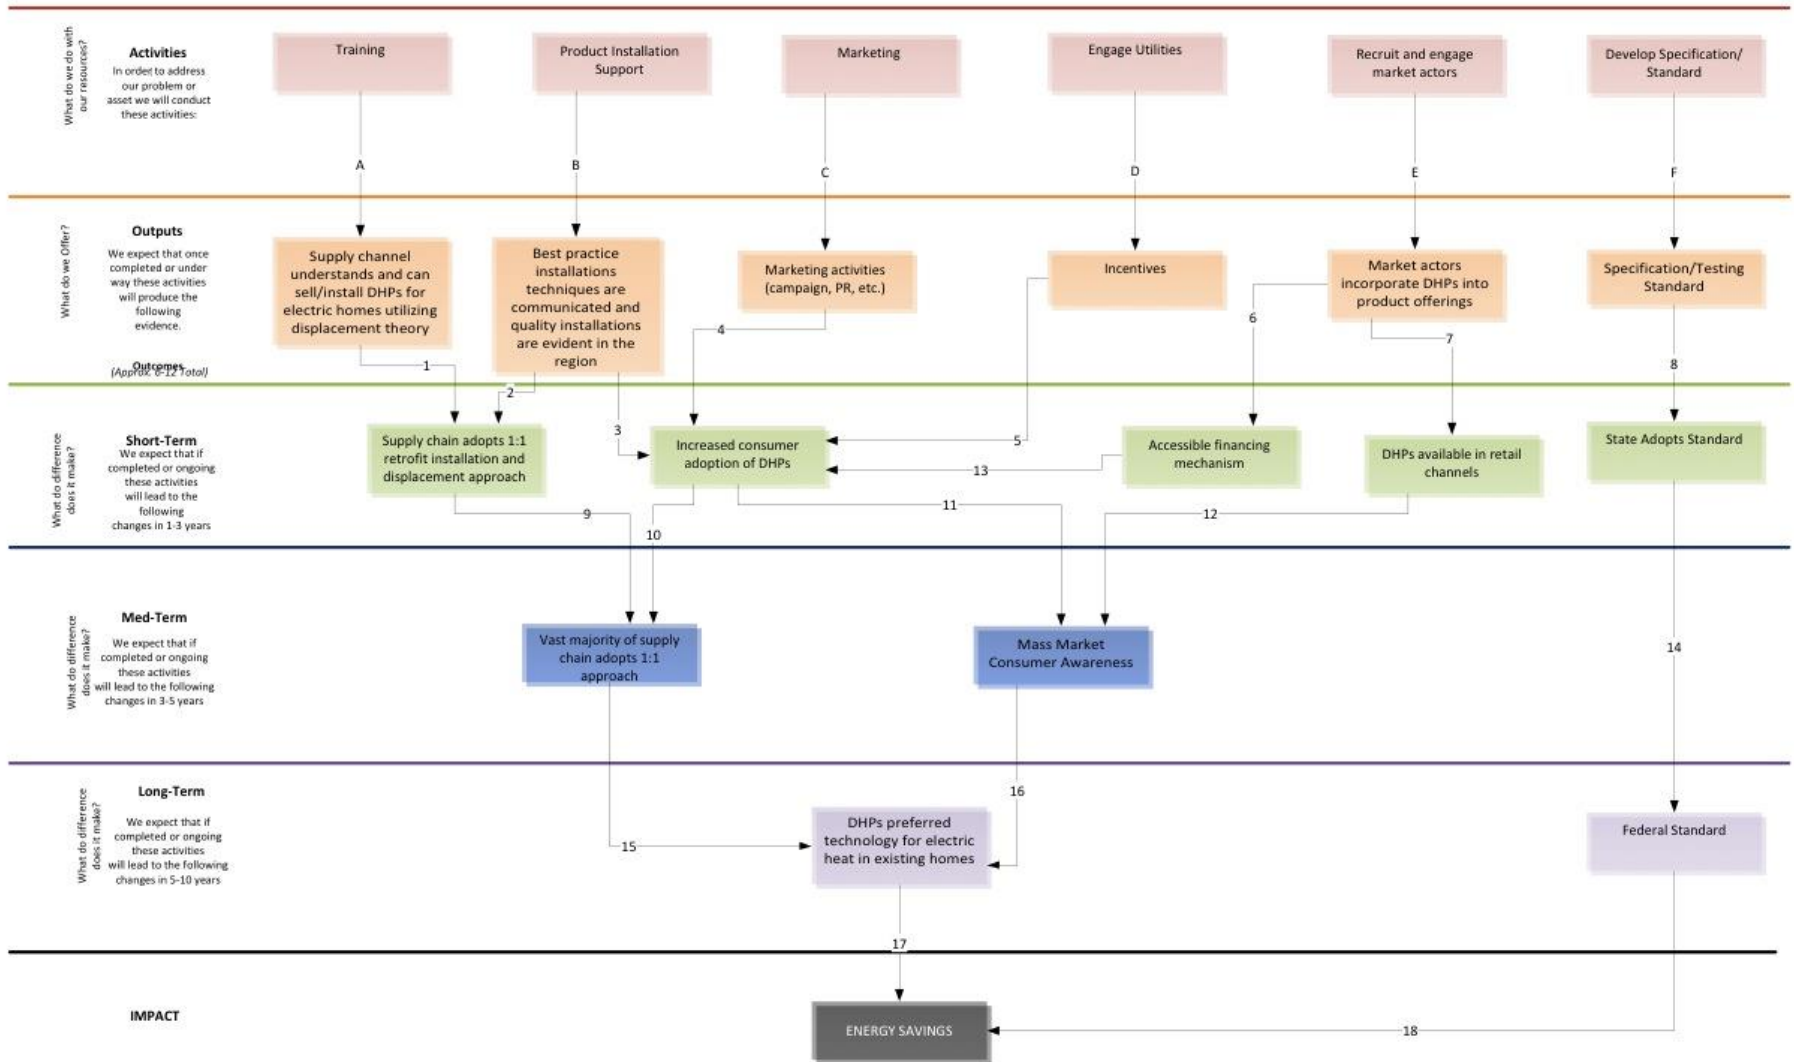 What do we do with
our resources?
Activities
In order to address
our problem or
asset we will conduct
these activities:
Training
Product Installation
Support
Marketing
Engage Utilities
Recruit and engage
market actors
Develop Specification/
Standard
A
B
C
D
E
F
What do we Offer?
Outputs
We expect that once
completed or under
way these activities
will produce the
following
evidence.
Supply channel
understands and can
sell/install DHPs for
electric homes utilizing
displacement theory
Best practice
installations
techniques are
communicated and
quality installations
are evident in the
region
Marketing activities
(campaign, PR, etc.)
Incentives
Market actors
incorporate DHPs into
product offerings
Specification/Testing
Standard
Outcomes
(Approx. 6-12 Total)
1
2
3
4
5
6
7
8
What do difference
does it make?
Short-Term
We expect that if
completed or ongoing
these activities
will lead to the
following
changes in 1-3 years
Supply chain adopts 1:1
retrofit installation and
displacement approach
Increased consumer
adoption of DHPs
Accessible financing
mechanism
DHPs available in retail
channels
State Adopts Standard
13
9
10
11
12
What do difference
does it make?
Med-Term
We expect that if
completed or ongoing
these activities
will lead to the following
changes in 3-5 years
Vast majority of supply
chain adopts 1:1
approach
Mass Market
Consumer Awareness
14
What do difference
does it make?
Long-Term
We expect that if
completed or ongoing
these activities
will lead to the following
changes in 5-10 years
15
16
DHPs preferred
technology for electric
heat in existing homes
Federal Standard
17
IMPACT
ENERGY SAVINGS
18